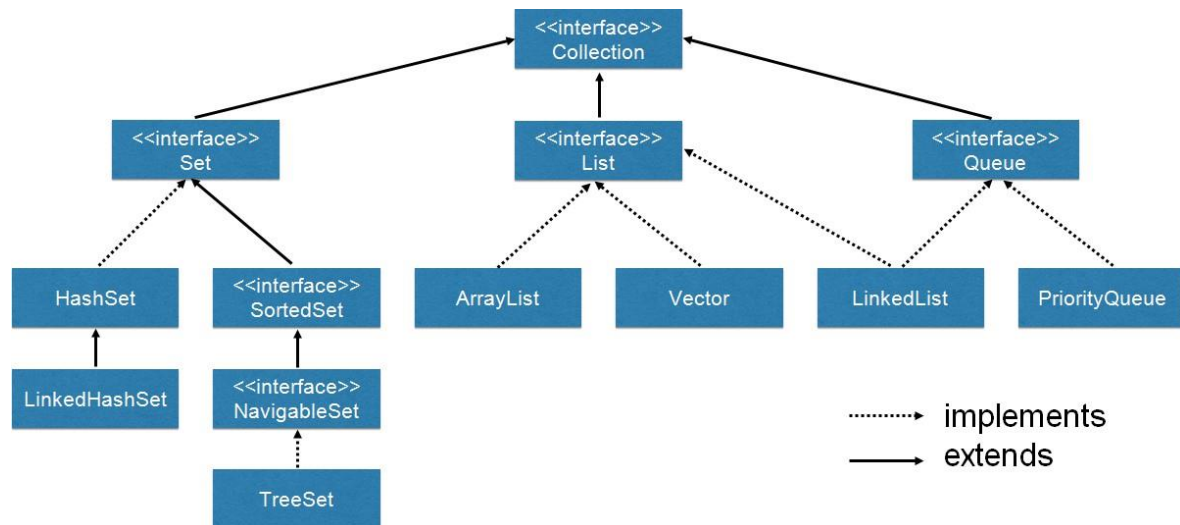 <<interface>>
Collection
<<interface>>
Set
<<interface>>
List
<<interface>>
Queue
HashSet
<<interface>>
SortedSet
ArrayList
Vector
LinkedList
PriorityQueue
LinkedHashSet
<<interface>>
NavigableSet
TreeSet
implements
extends